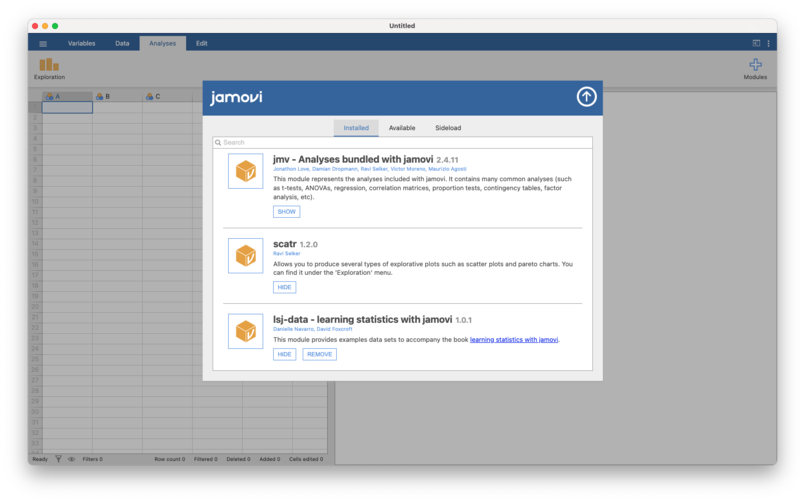 Untitled
Variables Data Analyses Edit
Exploration
Modules
A B C
jamovi
Installed Available Sideload
Search
jmv - Analyses bundled with jamovi 2.4.11
Jonathon Love, Damian Dropmann, Ravi Selker, Victor Moreno, Maurizio Agosti
This module represents the analyses included with jamovi. It contains many common analyses (such
as t-tests, ANOVAs, regression, correlation matrices, proportion tests, contingency tables, factor
analysis, etc).
SHOW
scatr 1.2.0
Ravi Selker
Allows you to produce several types of explorative plots such as scatter plots and pareto charts. You
can find it under the 'Exploration' menu.
HIDE
lsj-data - learning statistics with jamovi 1.0.1
Danielle Navarro, David Foxcroft
This module provides examples data sets to accompany the book learning statistics with jamovi.
HIDE REMOVE
1
2
3
4
5
6
7
8
9
10
11
12
13
14
15
16
17
18
19
20
21
22
23
24
25
26
27
28
29
30
31
32
33
Ready Filters 0 Row count 0 Filtered 0 Deleted 0 Added 0 Cells edited 0